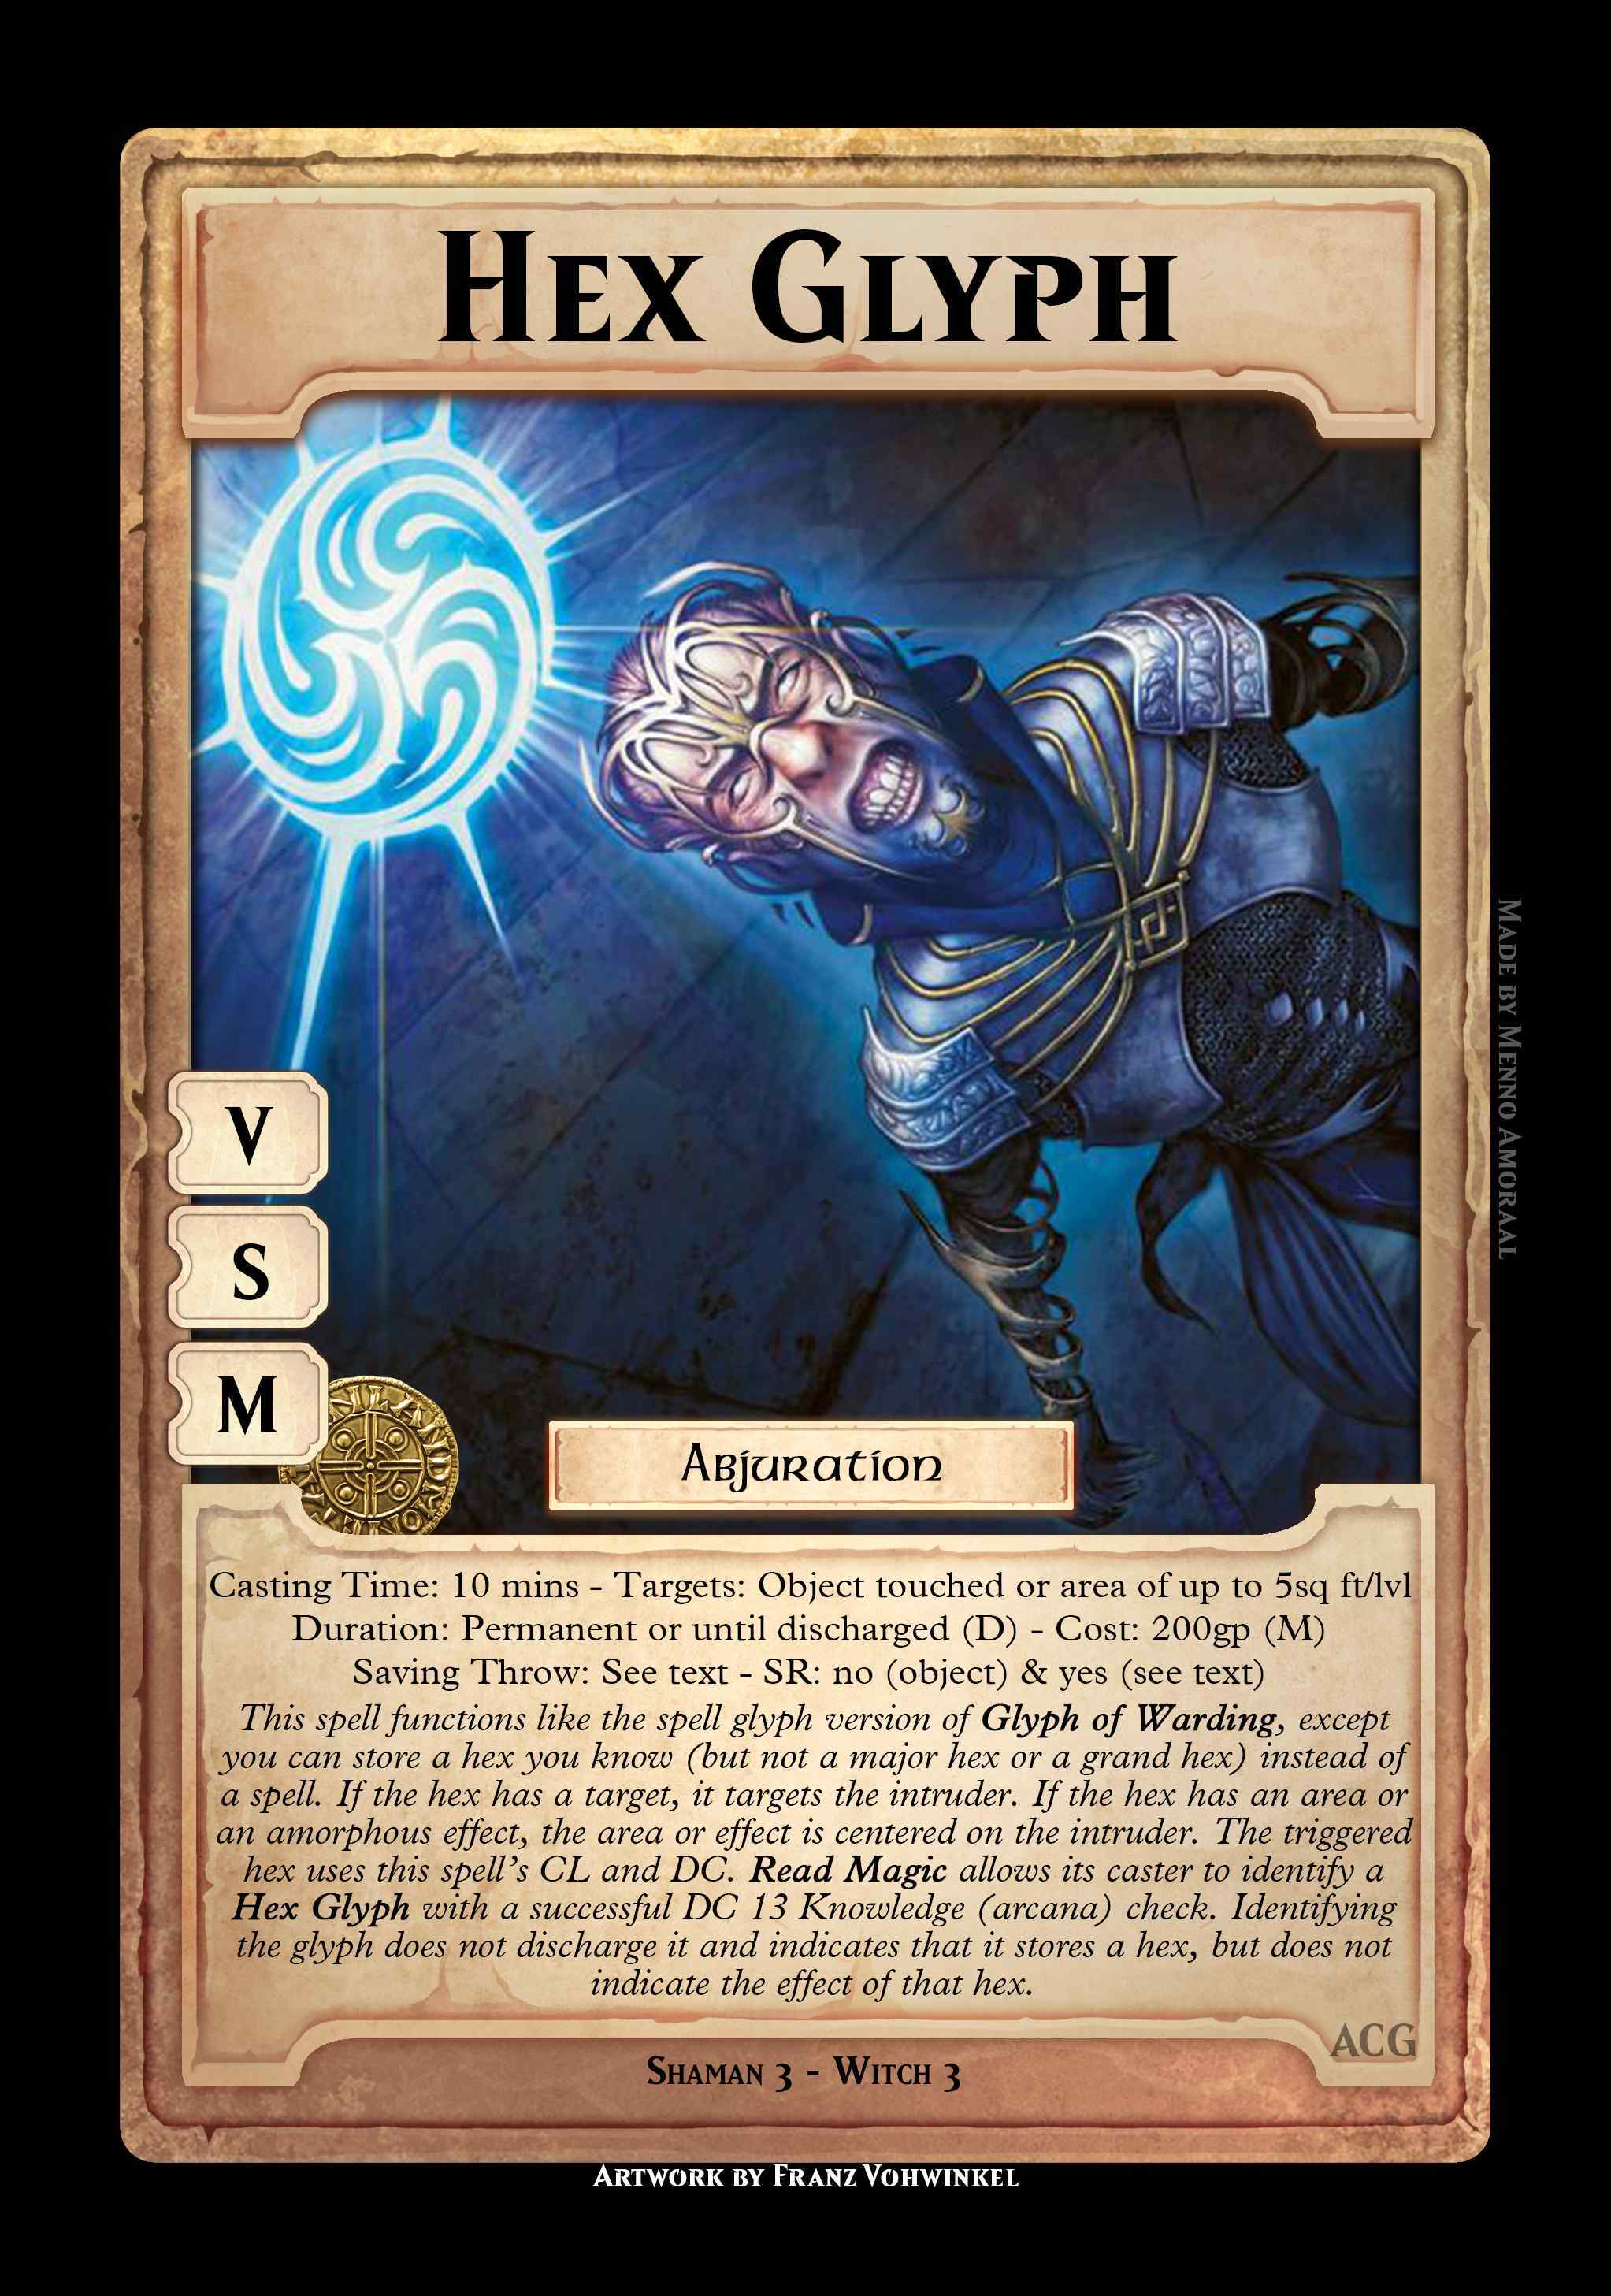 Hex Glyph
V
S
M
Abjuration
Casting Time: 10 mins - Targets: Object touched or area of up to 5sq ft/lvl
Duration: Permanent or until discharged (D) - Cost: 200gp (M)
Saving Throw: See text - SR: no (object) & yes (see text)
This spell functions like the spell glyph version of Glyph of Warding, except
you can store a hex you know (but not a major hex or a grand hex) instead of
a spell. If the hex has a target, it targets the intruder. If the hex has an area or
an amorphous effect, the area or effect is centered on the intruder. The triggered
hex uses this spell's CL and DC. Read Magic allows its caster to identify a
Hex Glyph with a successful DC 13 Knowledge (arcana) check. Identifying
the glyph does not discharge it and indicates that it stores a hex, but does not
indicate the effect of that hex.
ACG
Shaman 3 - Witch 3
Artwork by Franz Vohwinkel
Made by Menno Amoraal